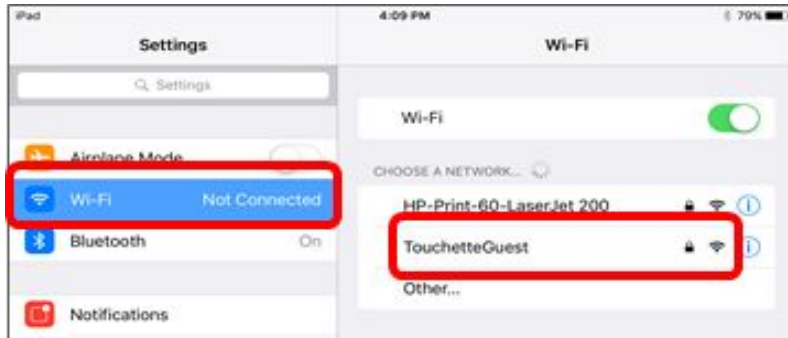 iPad 4:09 PM 79%
Settings
Wi-Fi
Settings
Wi-Fi
Airplane Mode
CHOOSE A NETWORK...
Wi-Fi Not Connected
HP-Print-60-LaserJet 200
Bluetooth On
TouchetteGuest
Other...
Notifications